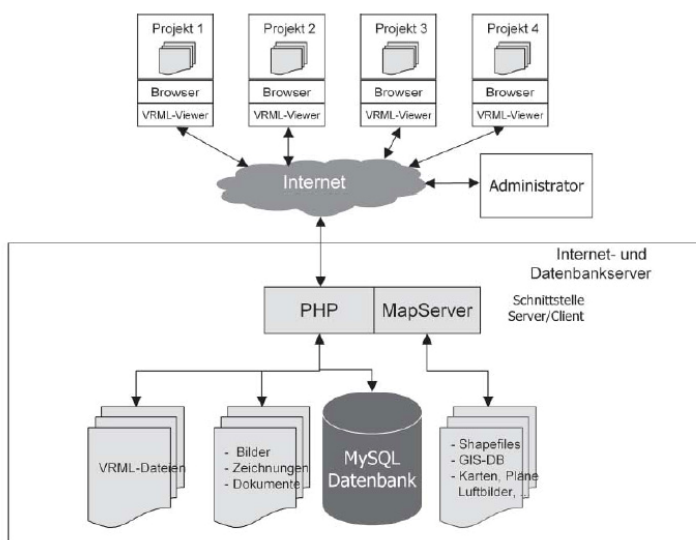 Projekt 1
Projekt 2
Projekt 3
Projekt 4
Browser
Browser
Browser
Browser
VRML-Viewer
VRML-Viewer
VRML-Viewer
VRML-Viewer
Internet
Administrator
Internet- und
Datenbankserver
PHP
MapServer
Schnittstelle
Server/Client
VRML-Dateien
- Bilder
- Zeichnungen
- Dokumente
MySQL
Datenbank
- Shapefiles
- GIS-DB
- Karten, Pläne
Luftbilder, ..